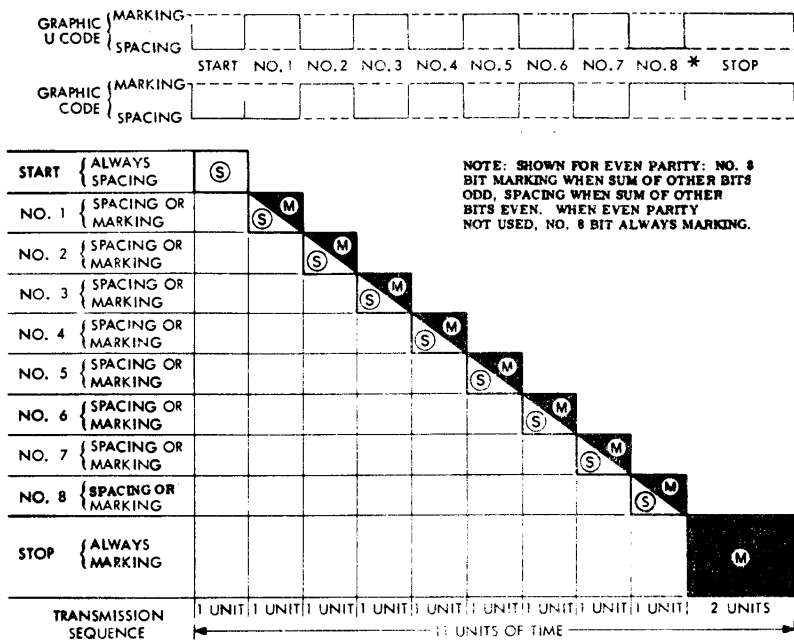 GRAPHIC U CODE { MARKING
SPACING
START NO. 1 NO. 2 NO. 3 NO. 4 NO. 5 NO. 6 NO. 7 NO. 8 * STOP
GRAPHIC CODE { MARKING
SPACING
NOTE: SHOWN FOR EVEN PARITY: NO. 8
BIT MARKING WHEN SUM OF OTHER BITS
ODD, SPACING WHEN SUM OF OTHER
BITS EVEN. WHEN EVEN PARITY
NOT USED, NO. 8 BIT ALWAYS MARKING.
START { ALWAYS
SPACING
S
NO. 1 { SPACING OR
MARKING
S M
NO. 2 { SPACING OR
MARKING
S M
NO. 3 { SPACING OR
MARKING
S M
NO. 4 { SPACING OR
MARKING
S M
NO. 5 { SPACING OR
MARKING
S M
NO. 6 { SPACING OR
MARKING
S M
NO. 7 { SPACING OR
MARKING
S M
NO. 8 { SPACING OR
MARKING
S M
STOP { ALWAYS
MARKING
M
TRANSMISSION
SEQUENCE
1 UNIT 1 UNIT 1 UNIT 1 UNIT 1 UNIT 1 UNIT 1 UNIT 1 UNIT 1 UNIT 2 UNITS
11 UNITS OF TIME